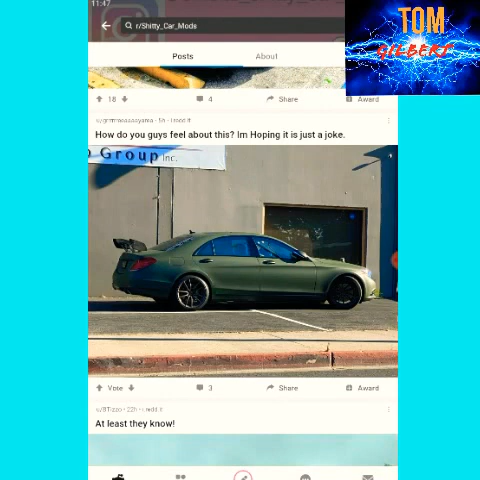 11:47
r/Shitty_Car_Mods
TOM
GILBERT
Posts
About
18
4
Share
Award
How do you guys feel about this? Im Hoping it is just a joke.
Group Inc.
Vote
3
Share
Award
At least they know!